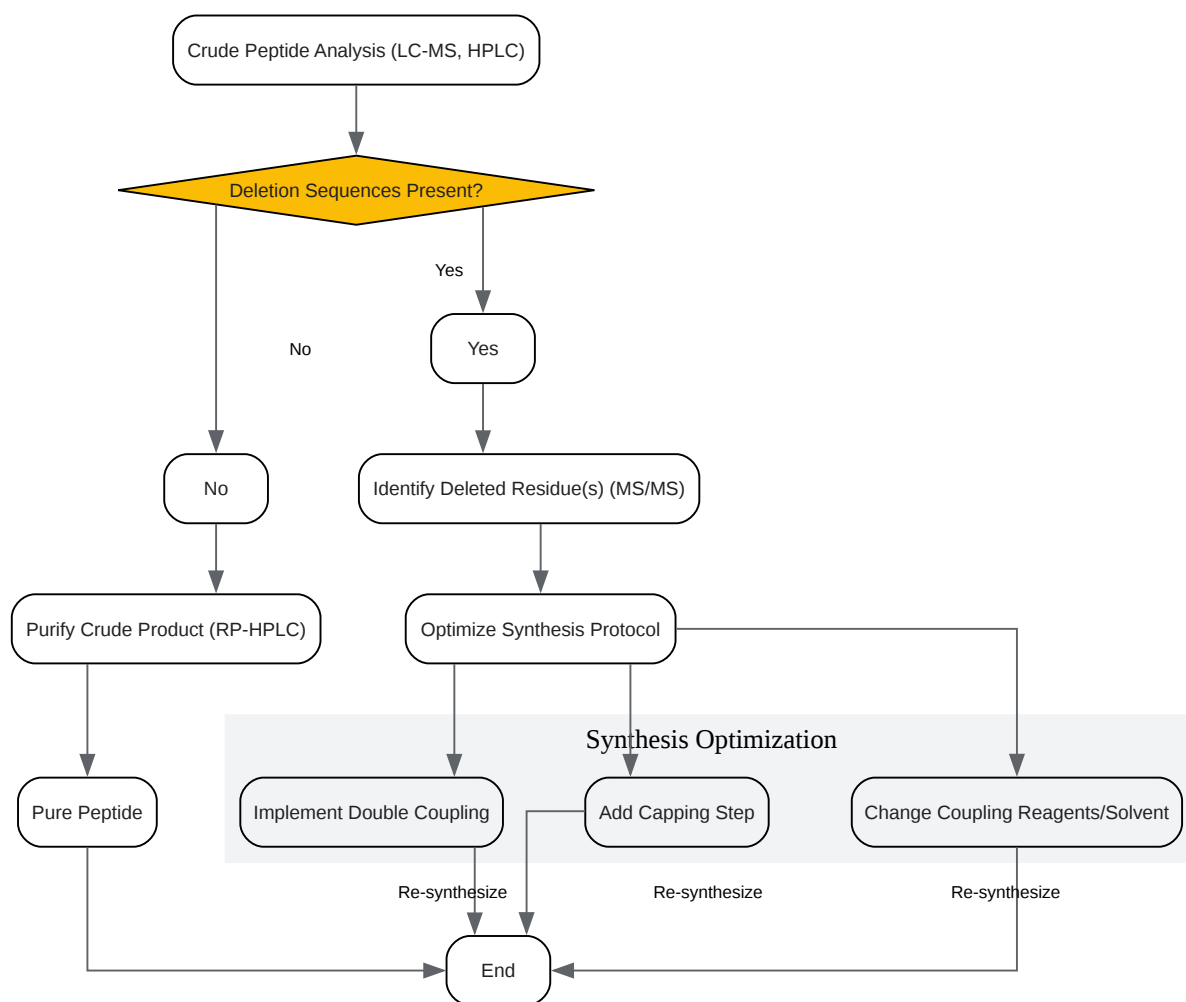 Crude Peptide Analysis (LC-MS, HPLC)
Deletion Sequences Present?
Yes
No
Yes
No
Identify Deleted Residue(s) (MS/MS)
Purify Crude Product (RP-HPLC)
Optimize Synthesis Protocol
Synthesis Optimization
Pure Peptide
Implement Double Coupling
Add Capping Step
Change Coupling Reagents/Solvent
Re-synthesize
Re-synthesize
Re-synthesize
End